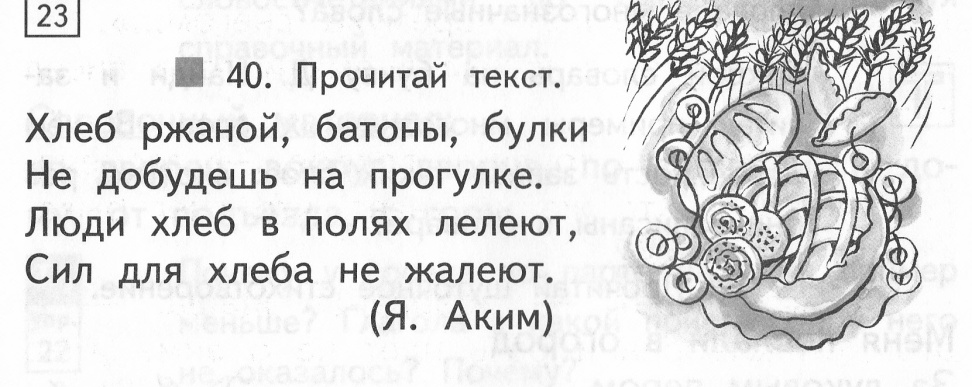 23
40. Прочитай текст.
Хлеб ржаной, батоны, булки
Не добудешь на прогулке.
Люди хлеб в полях лелеют,
Сил для хлеба не жалеют.
(Я. Аким)